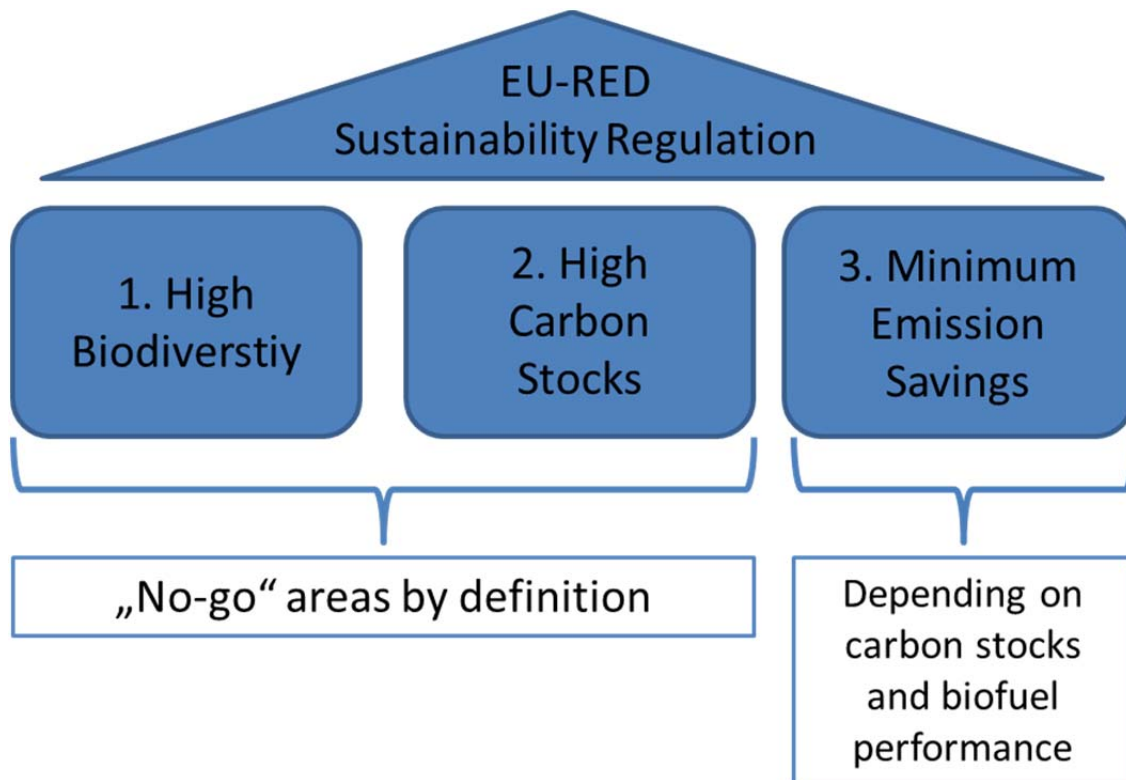 EU-RED
Sustainability Regulation
1. High
Biodiverstiy
2. High
Carbon
Stocks
3. Minimum
Emission
Savings
„No-go“ areas by definition
Depending on
carbon stocks
and biofuel
performance